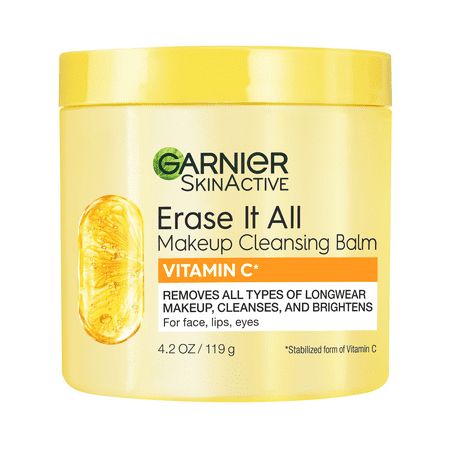 GARNIER
SKINACTIVE
Erase It All
Makeup Cleansing Balm
VITAMIN C*
REMOVES ALL TYPES OF LONGWEAR
MAKEUP, CLEANSES, AND BRIGHTENS
For face, lips, eyes
4.2 OZ / 119 g
*Stabilized form of Vitamin C